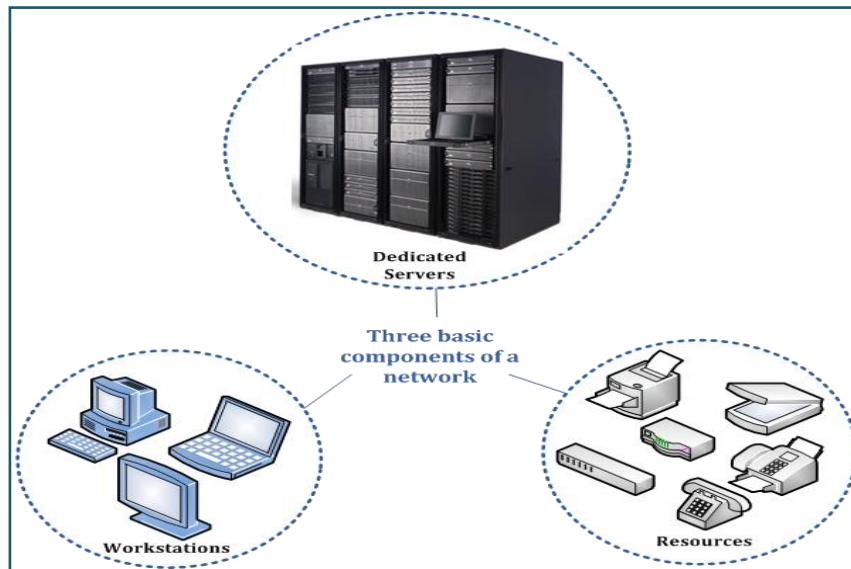 Dedicated
Servers
Three basic
components of a
network
Workstations
Resources